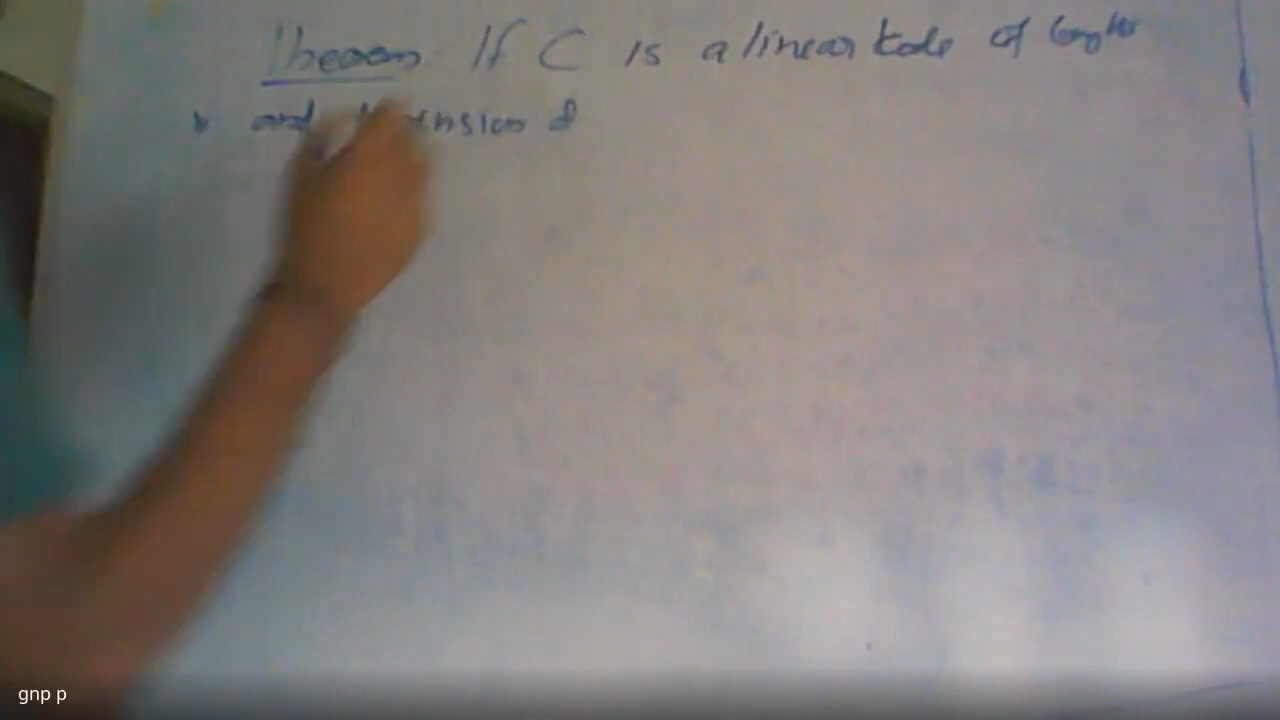 Theorem If C is a linear code of length
n and dimension d
gnp p